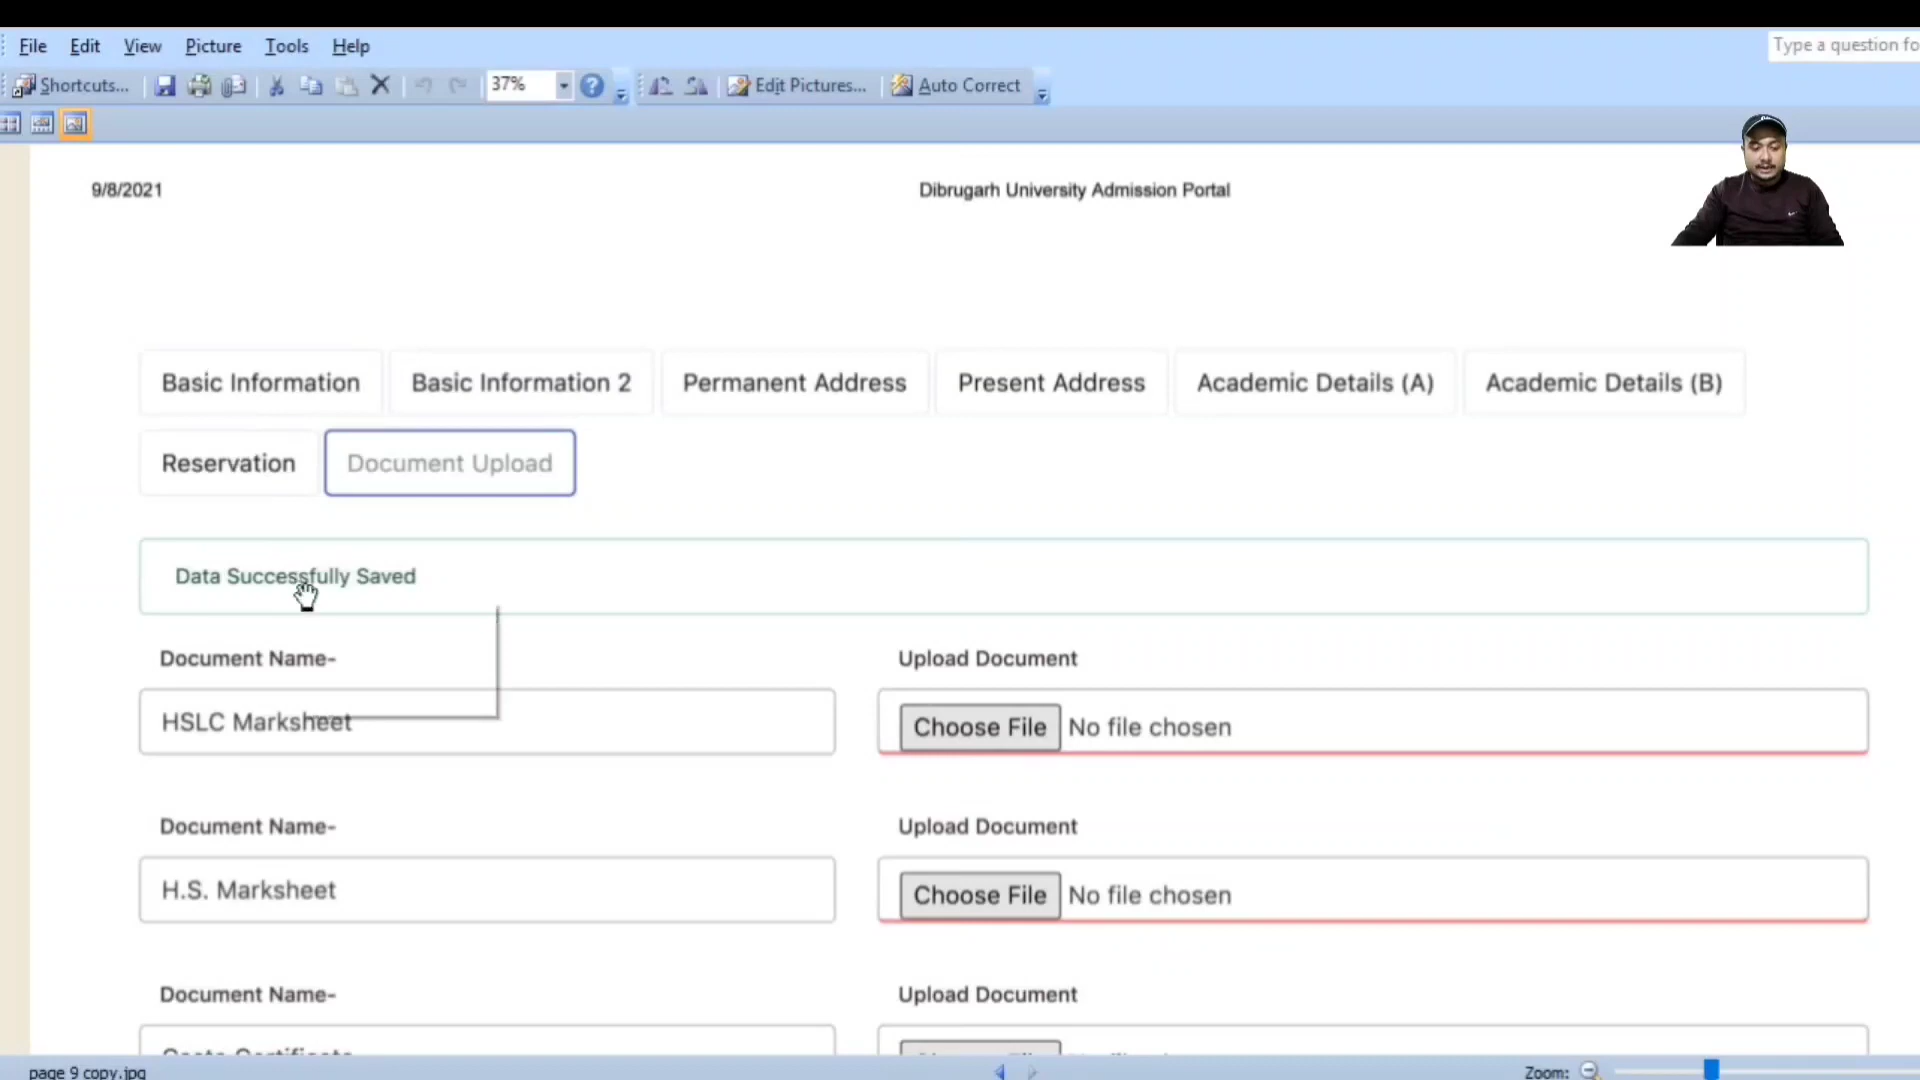 File Edit View Picture Tools Help Type a question fo
Shortcuts... 37% Edit Pictures... Auto Correct
9/8/2021 Dibrugarh University Admission Portal
Basic Information Basic Information 2 Permanent Address Present Address Academic Details (A) Academic Details (B)
Reservation Document Upload
Data Successfully Saved
Document Name- Upload Document
HSLC Marksheet Choose File No file chosen
Document Name- Upload Document
H.S. Marksheet Choose File No file chosen
Document Name- Upload Document
page 9 copy.jpg Zoom: